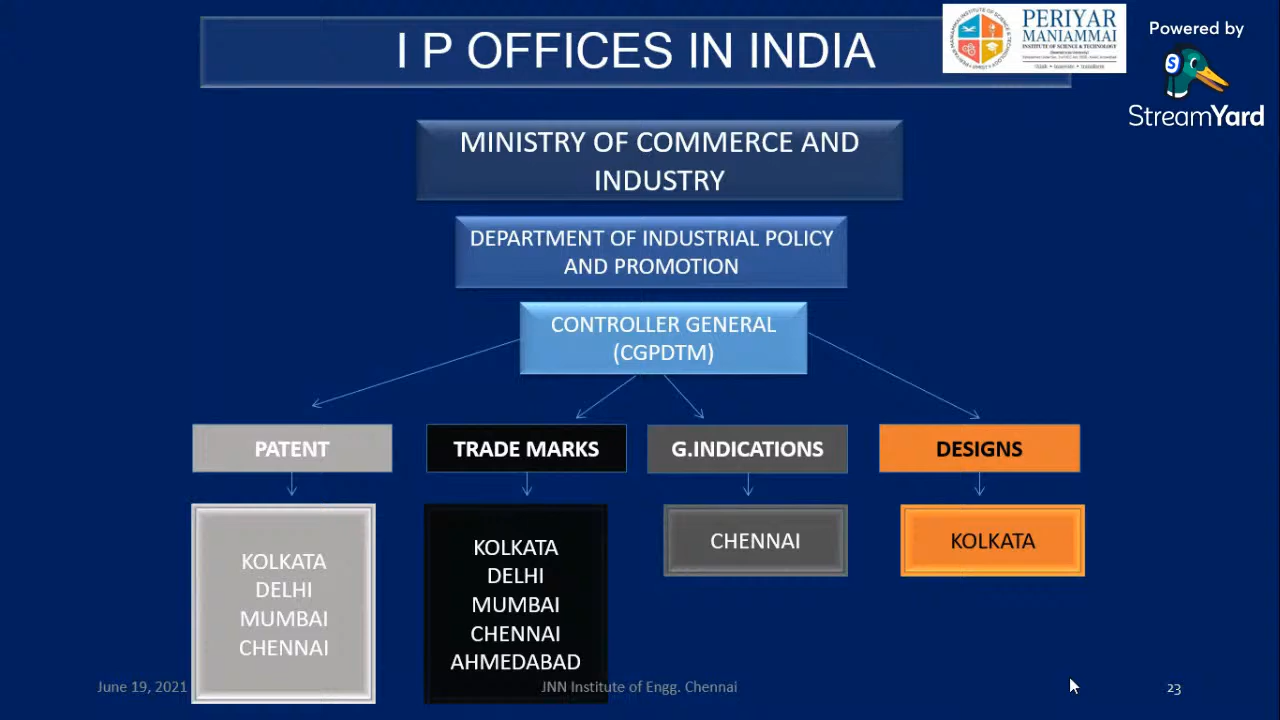 I P OFFICES IN INDIA
PERIYAR
MANIAMMAI
INSTITUTE OF SCIENCE & TECHNOLOGY
Powered by
StreamYard
MINISTRY OF COMMERCE AND
INDUSTRY
DEPARTMENT OF INDUSTRIAL POLICY
AND PROMOTION
CONTROLLER GENERAL
(CGPDTM)
PATENT
TRADE MARKS
G.INDICATIONS
DESIGNS
KOLKATA
DELHI
MUMBAI
CHENNAI
KOLKATA
DELHI
MUMBAI
CHENNAI
AHMEDABAD
CHENNAI
KOLKATA
June 19, 2021
JNN Institute of Engg. Chennai
23